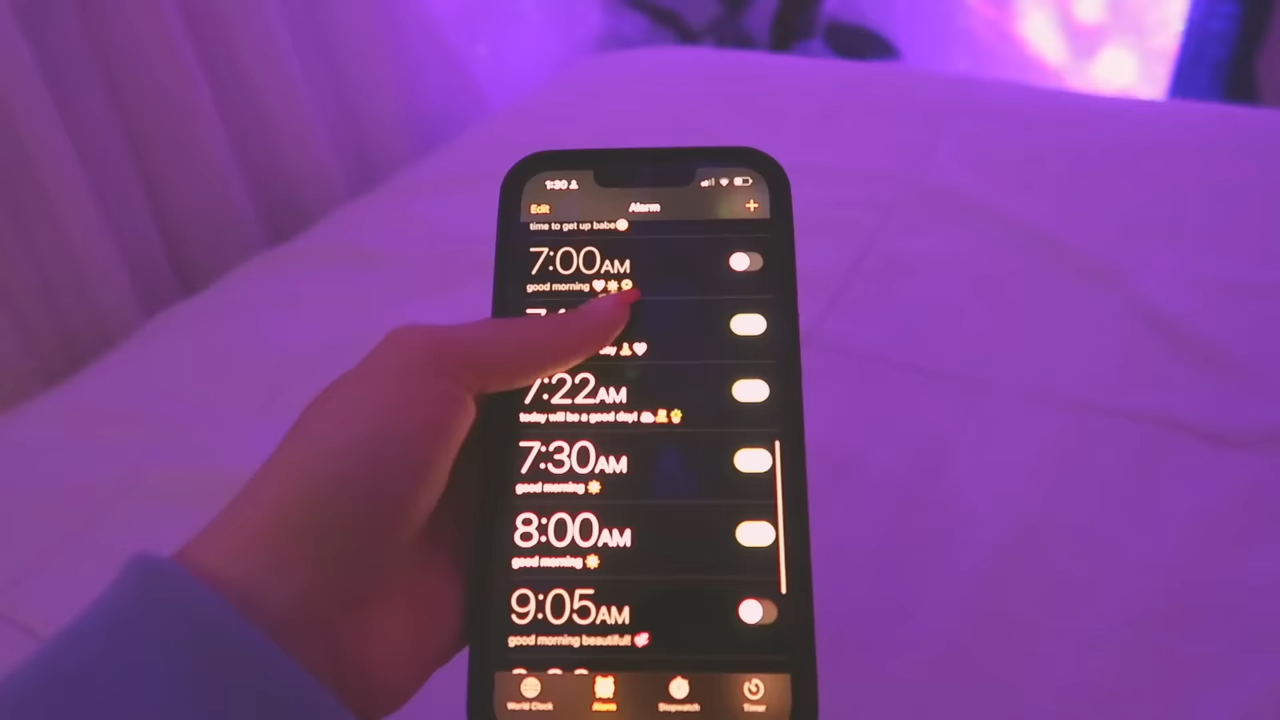 1:30
Edit Alarm +
time to get up babe
7:00AM
good morning
7:22AM
today will be a good day!
7:30AM
good morning
8:00AM
good morning
9:05AM
good morning beautiful!
World Clock Alarm Stopwatch Timer